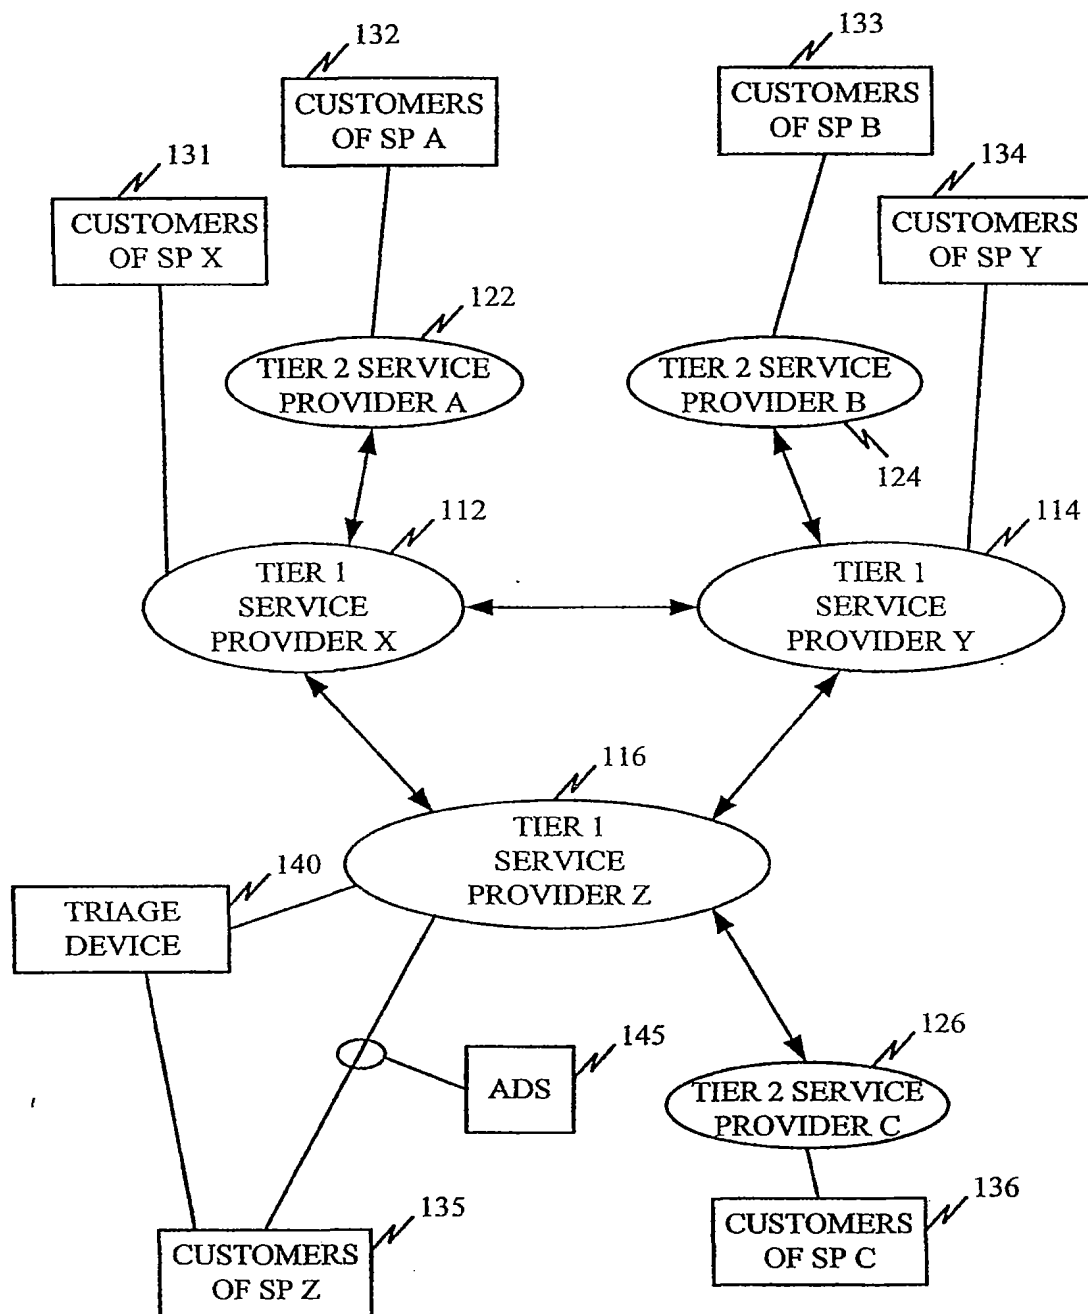 132
CUSTOMERS
OF SP A
133
CUSTOMERS
OF SP B
131
CUSTOMERS
OF SP X
134
CUSTOMERS
OF SP Y
122
TIER 2 SERVICE
PROVIDER A
TIER 2 SERVICE
PROVIDER B
124
112
TIER 1
SERVICE
PROVIDER X
114
TIER 1
SERVICE
PROVIDER Y
116
TIER 1
SERVICE
PROVIDER Z
140
TRIAGE
DEVICE
145
ADS
126
TIER 2 SERVICE
PROVIDER C
135
CUSTOMERS
OF SP Z
136
CUSTOMERS
OF SP C